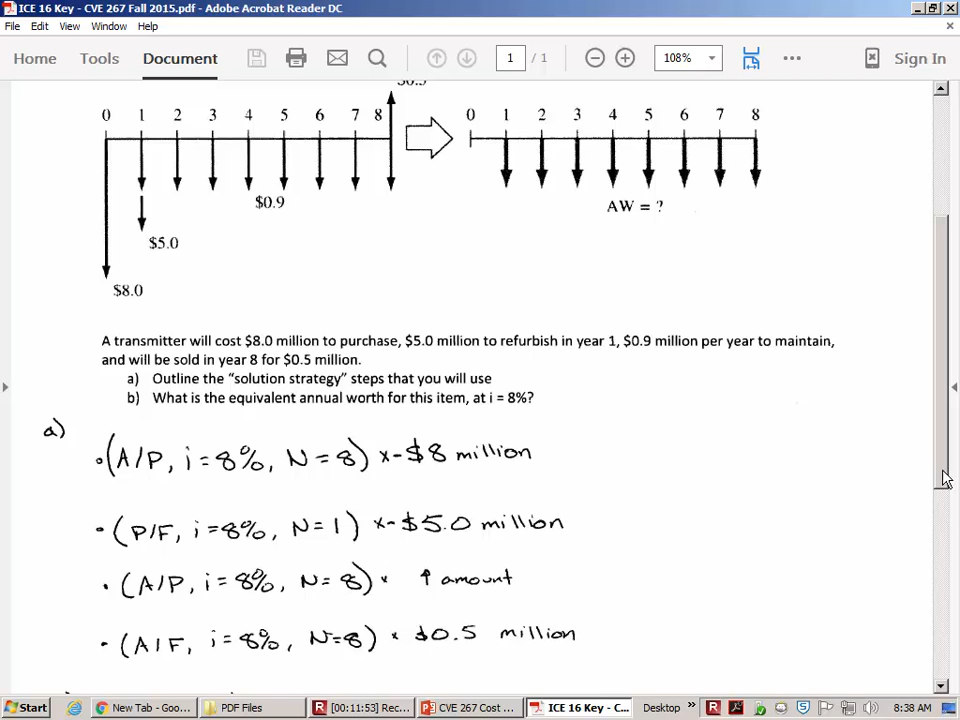 ICE 16 Key - CVE 267 Fall 2015.pdf - Adobe Acrobat Reader DC
File Edit View Window Help
Home Tools Document 1 / 1 108% Sign In
0 1 2 3 4 5 6 7 8 0 1 2 3 4 5 6 7 8
$0.9 AW = ?
$5.0
$8.0
A transmitter will cost $8.0 million to purchase, $5.0 million to refurbish in year 1, $0.9 million per year to maintain,
and will be sold in year 8 for $0.5 million.
a) Outline the “solution strategy” steps that you will use
b) What is the equivalent annual worth for this item, at i = 8%?
a)
• (A/P, i = 8%, N = 8) x -$8 million
• (P/F, i = 8%, N = 1) x -$5.0 million
• (A/P, i = 8%, N = 8) x ↑ amount
• (A/F, i = 8%, N=8) x $0.5 million
Start New Tab - Goo... PDF Files [00:11:53] Rec... CVE 267 Cost ... ICE 16 Key - C... Desktop » 8:38 AM